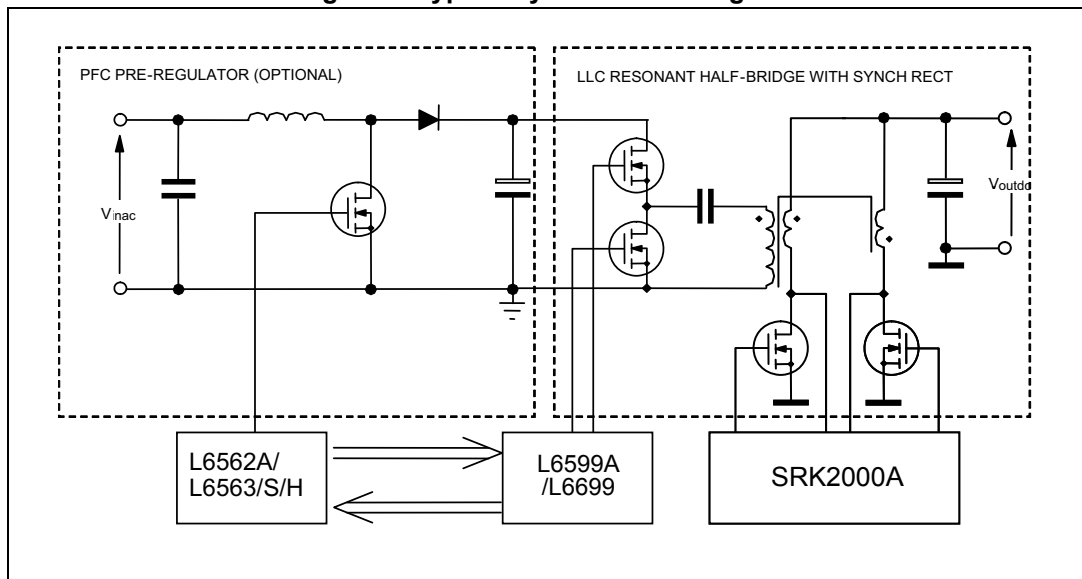 PFC PRE-REGULATOR (OPTIONAL)
LLC RESONANT HALF-BRIDGE WITH SYNCH RECT
Vinac
Voutdc
L6562A/
L6563/S/H
L6599A
/L6699
SRK2000A